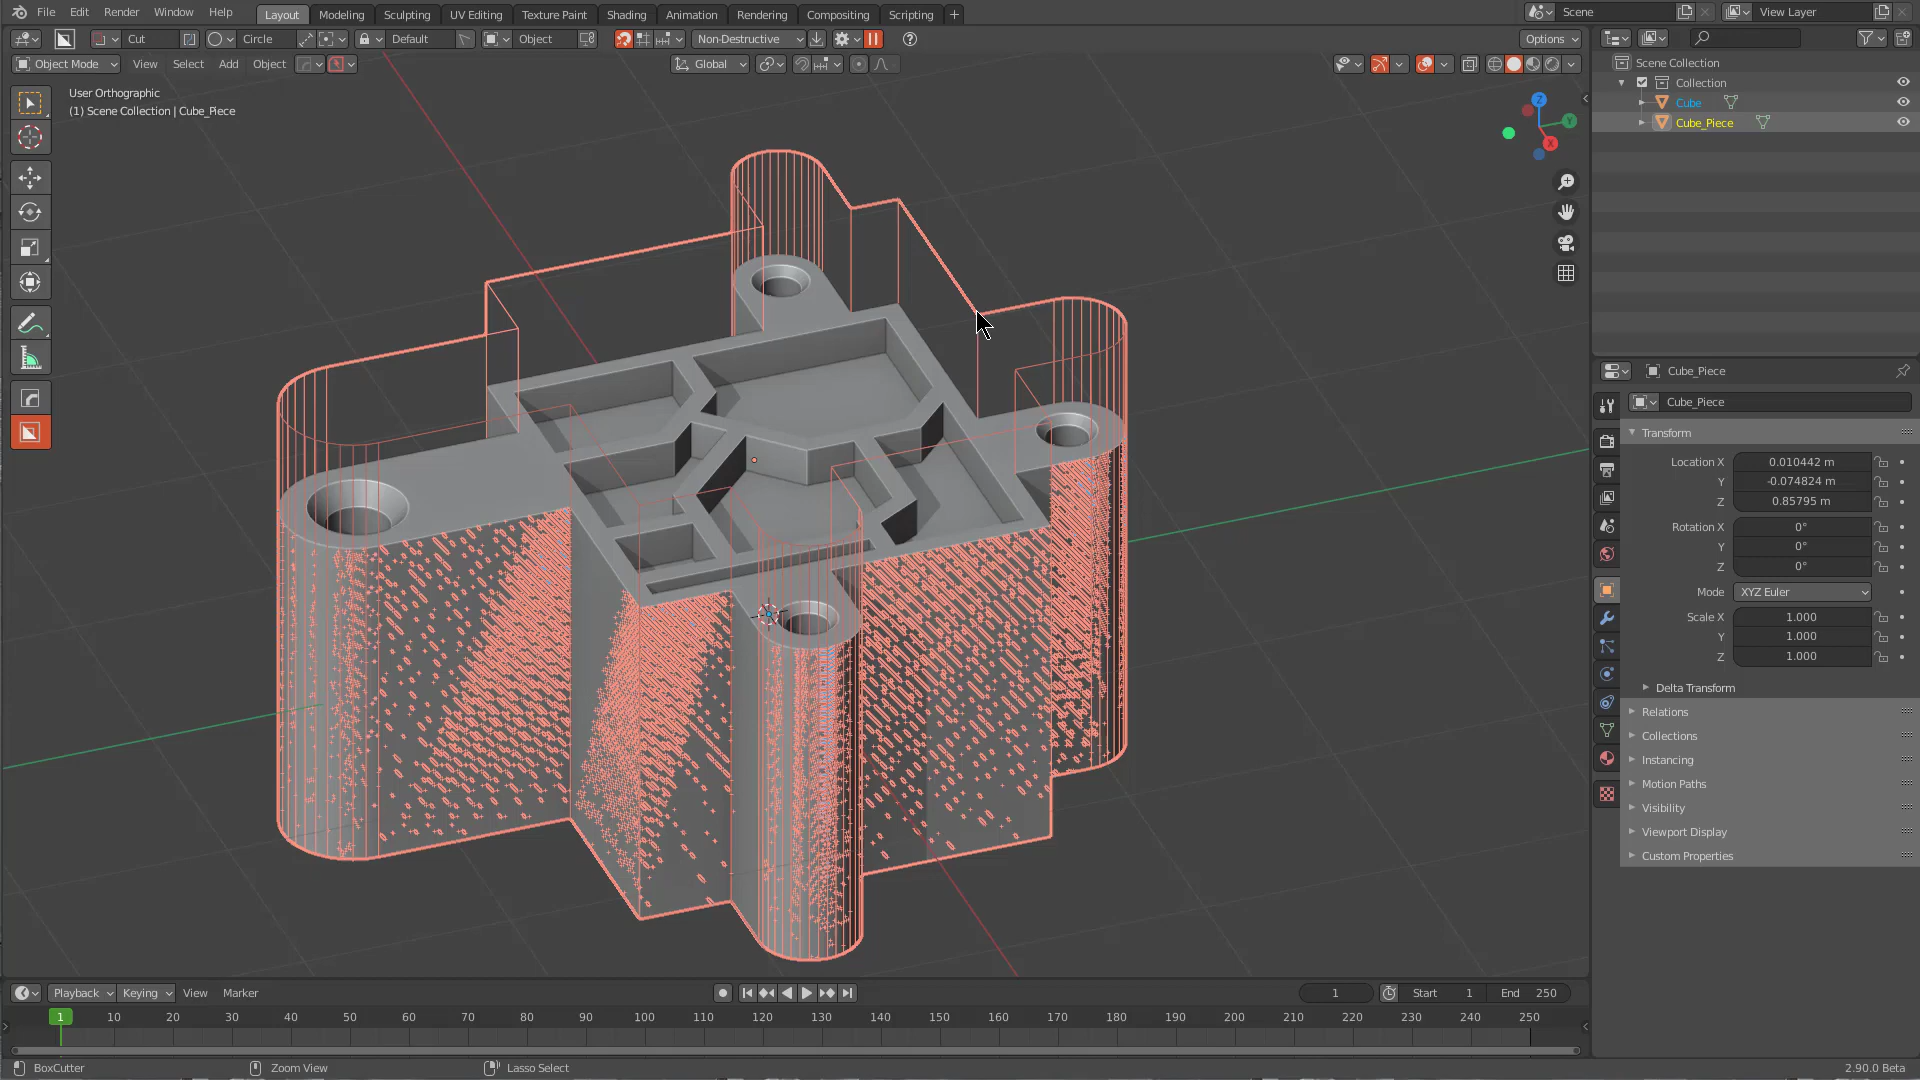 File Edit Render Window Help Layout Modeling Sculpting UV Editing Texture Paint Shading Animation Rendering Compositing Scripting + Scene View Layer
Cut Circle Default Object Non-Destructive Options
Object Mode View Select Add Object Global
User Orthographic
(1) Scene Collection | Cube_Piece
Z
Y
X
Scene Collection
Collection
Cube
Cube_Piece
Cube_Piece
Cube_Piece
Transform
Location X 0.010442 m
Y -0.074824 m
Z 0.85795 m
Rotation X 0°
Y 0°
Z 0°
Mode XYZ Euler
Scale X 1.000
Y 1.000
Z 1.000
Delta Transform
Relations
Collections
Instancing
Motion Paths
Visibility
Viewport Display
Custom Properties
Playback Keying View Marker 1 Start 1 End 250
1 10 20 30 40 50 60 70 80 90 100 110 120 130 140 150 160 170 180 190 200 210 220 230 240 250
BoxCutter Zoom View Lasso Select 2.90.0 Beta